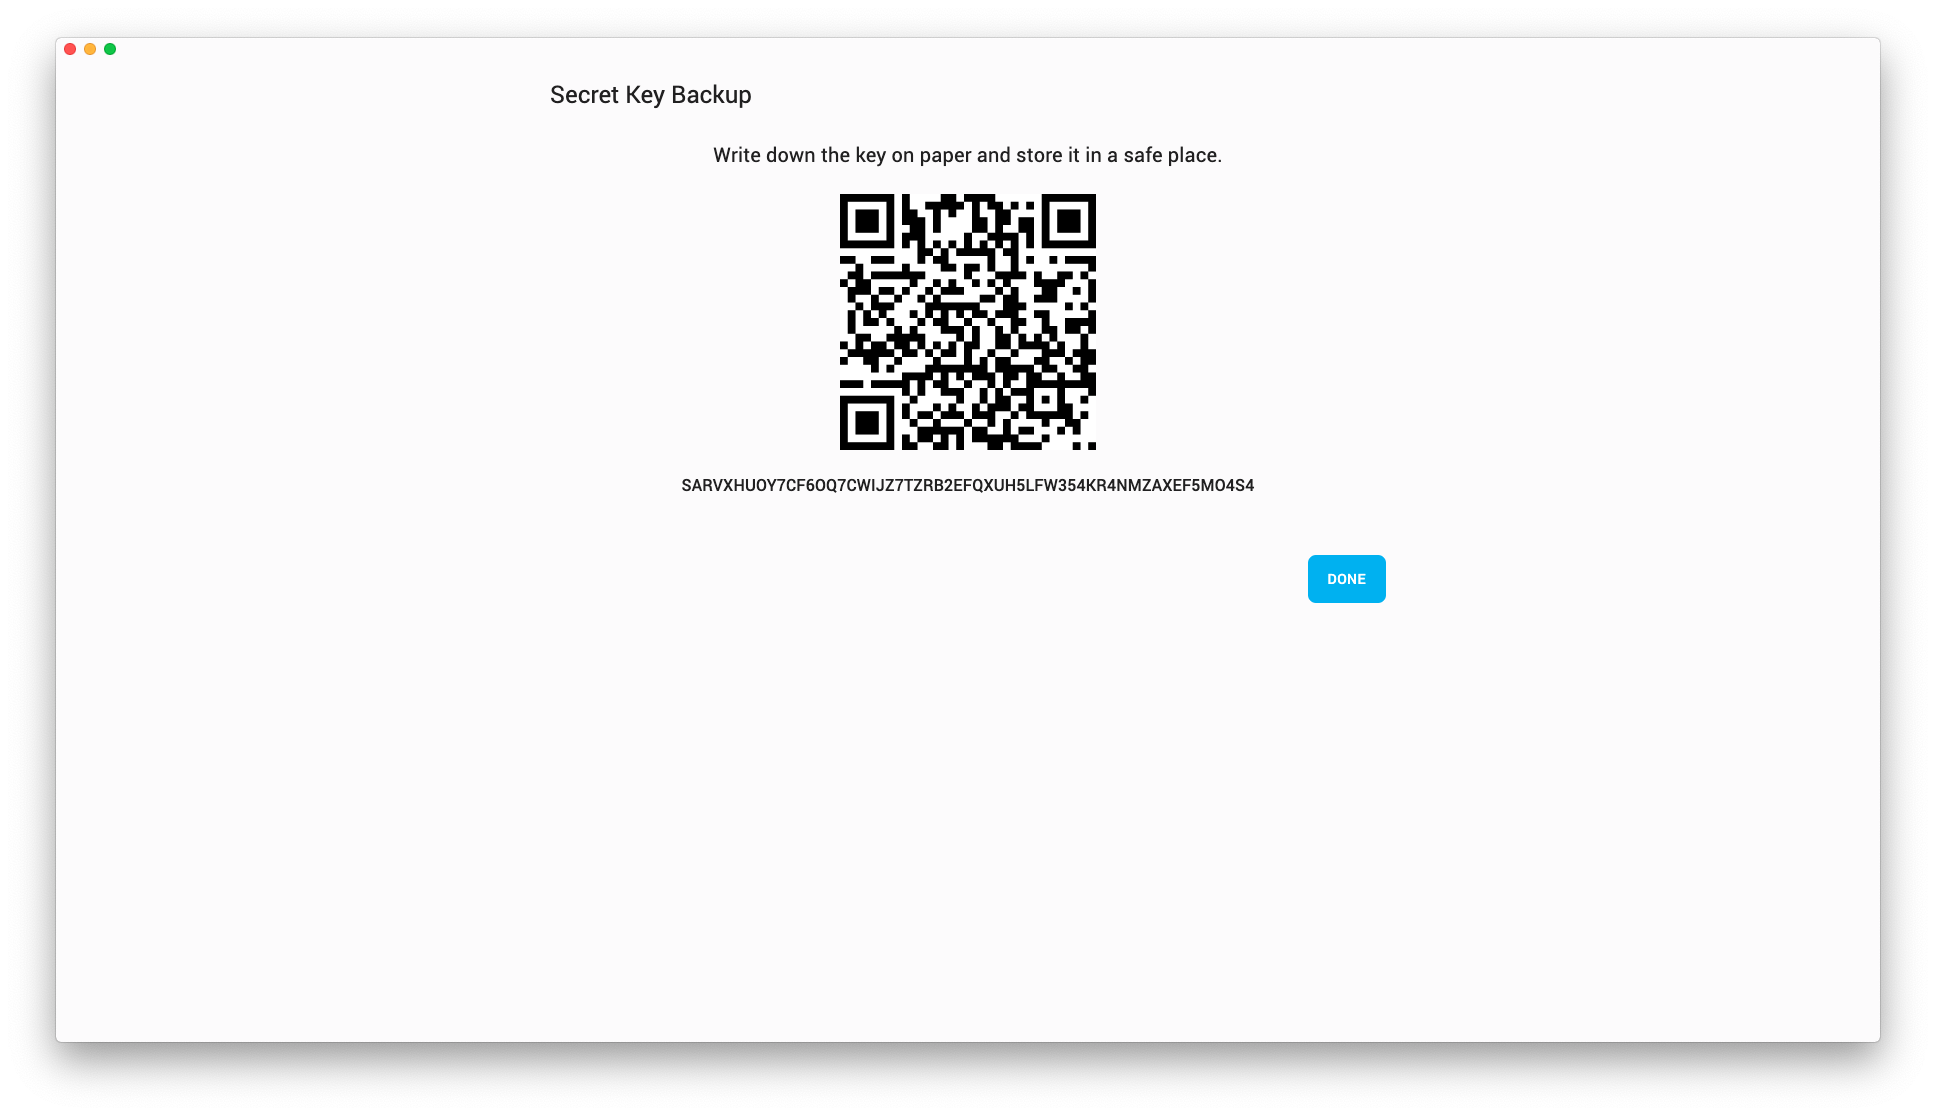 Secret Key Backup
Write down the key on paper and store it in a safe place.
SARVXHUOY7CF6OQ7CWIJZ7TZRB2EFQXUH5LFW354KR4NMZAXEF5MO4S4
DONE